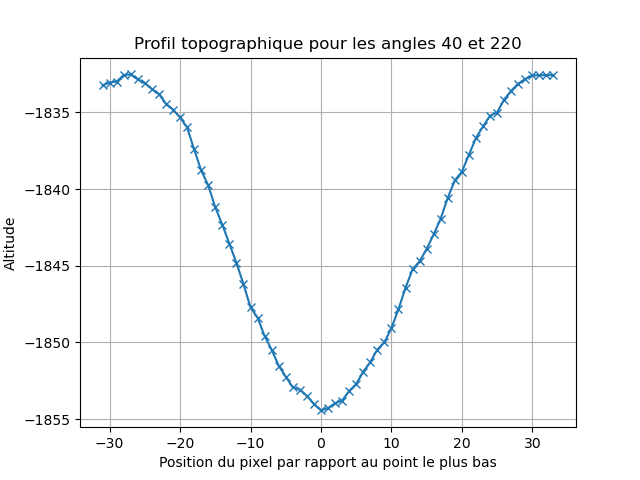 Profil topographique pour les angles 40 et 220
Altitude
−1835
−1840
−1845
−1850
−1855
−30 −20 −10 0 10 20 30
Position du pixel par rapport au point le plus bas